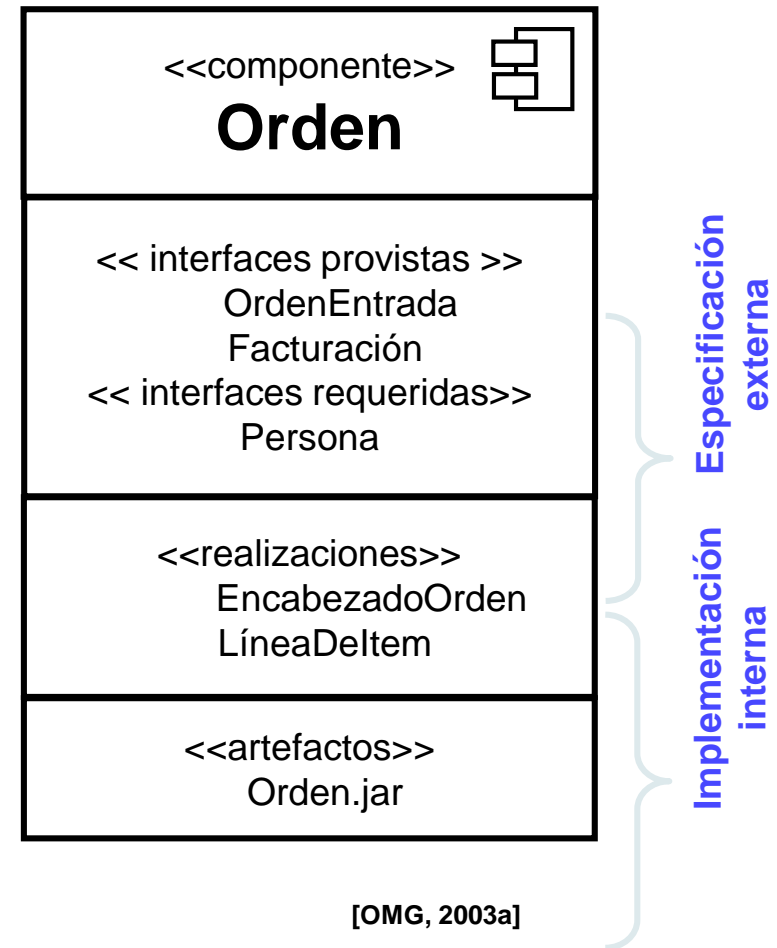 <<componente>>
Orden
<< interfaces provistas >>
OrdenEntrada
Facturación
<< interfaces requeridas>>
Persona
<<realizaciones>>
EncabezadoOrden
LíneaDeItem
<<artefactos>>
Orden.jar
Especificación
externa
Implementación
interna
[OMG, 2003a]